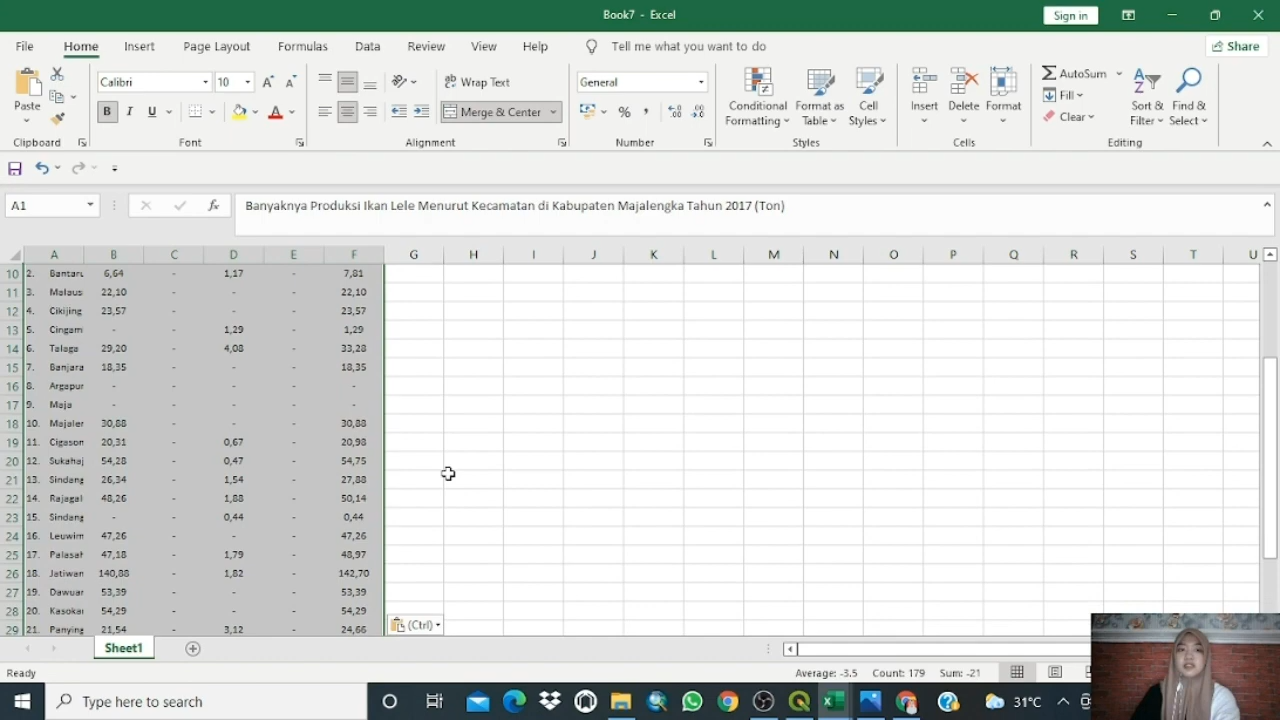 Book7 - Excel
Sign in
File Home Insert Page Layout Formulas Data Review View Help Tell me what you want to do Share
Calibri 10 Wrap Text General AutoSum
Paste Conditional Formatting Format as Table Cell Styles Insert Delete Format Fill Sort & Filter Find & Select
B I U Merge & Center % Clear
Clipboard Font Alignment Number Styles Cells Editing
A1 Banyaknya Produksi Ikan Lele Menurut Kecamatan di Kabupaten Majalengka Tahun 2017 (Ton)
A B C D E F G H I J K L M N O P Q R S T U
10 2. Bantaru 6,64 - 1,17 - 7,81
11 3. Malaus 22,10 - - - 22,10
12 4. Cikijing 23,57 - - - 23,57
13 5. Cingam - - 1,29 - 1,29
14 6. Talaga 29,20 - 4,08 - 33,28
15 7. Banjara 18,35 - - - 18,35
16 8. Argapur - - - - -
17 9. Maja - - - - -
18 10. Majaler 30,88 - - - 30,88
19 11. Cigason 20,31 - 0,67 - 20,98
20 12. Sukahaj 54,28 - 0,47 - 54,75
21 13. Sindang 26,34 - 1,54 - 27,88
22 14. Rajagal 48,26 - 1,88 - 50,14
23 15. Sindang - - 0,44 - 0,44
24 16. Leuwim 47,26 - - - 47,26
25 17. Palasah 47,18 - 1,79 - 48,97
26 18. Jatiwan 140,88 - 1,82 - 142,70
27 19. Dawuar 53,39 - - - 53,39
28 20. Kasokar 54,29 - - - 54,29
29 21. Panying 21,54 - 3,12 - 24,66
(Ctrl)
Sheet1
Ready Average: -3.5 Count: 179 Sum: -21
Type here to search 31°C